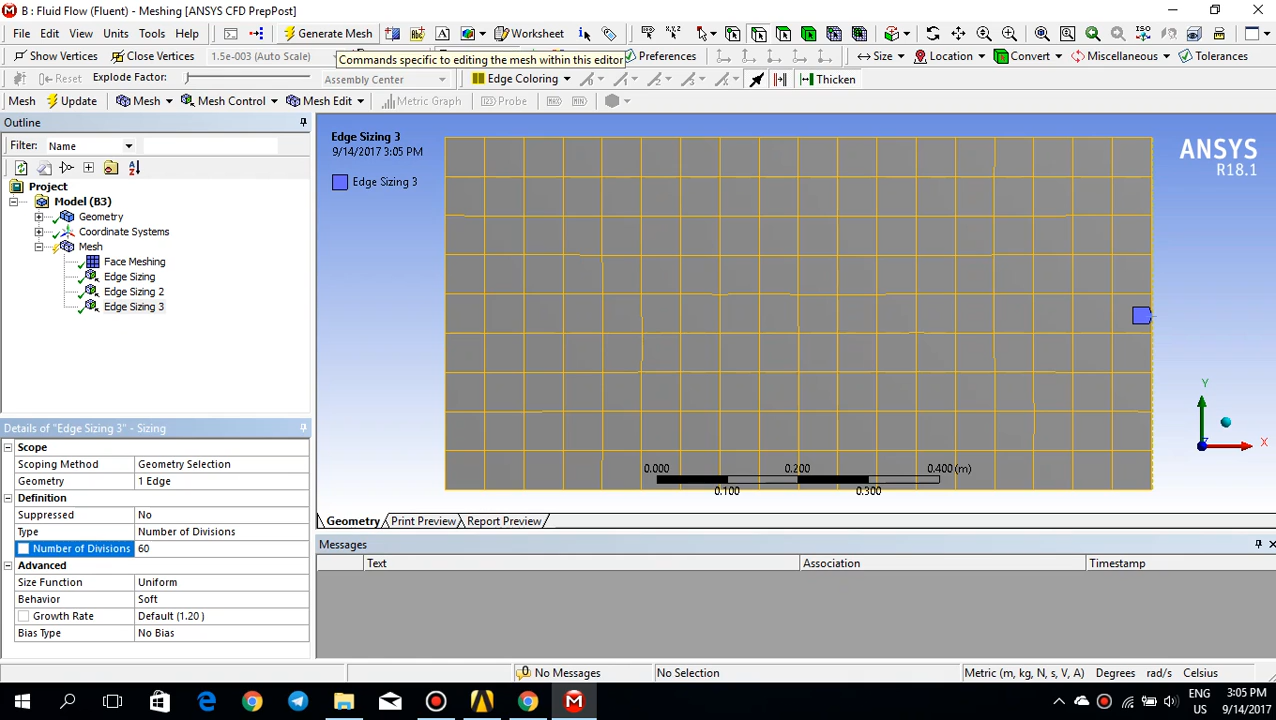 B : Fluid Flow (Fluent) - Meshing [ANSYS CFD PrepPost]
File Edit View Units Tools Help Generate Mesh Worksheet
Show Vertices Close Vertices 1.5e-003 (Auto Scale) Preferences Size Location Convert Miscellaneous Tolerances
Commands specific to editing the mesh within this editor
Reset Explode Factor: Assembly Center Edge Coloring Thicken
Mesh Update Mesh Mesh Control Mesh Edit Metric Graph Probe
Outline
Filter: Name
Project
Model (B3)
Geometry
Coordinate Systems
Mesh
Face Meshing
Edge Sizing
Edge Sizing 2
Edge Sizing 3
Details of "Edge Sizing 3" - Sizing
Scope
Scoping Method Geometry Selection
Geometry 1 Edge
Definition
Suppressed No
Type Number of Divisions
Number of Divisions 60
Advanced
Size Function Uniform
Behavior Soft
Growth Rate Default (1.20 )
Bias Type No Bias
Edge Sizing 3
9/14/2017 3:05 PM
Edge Sizing 3
ANSYS
R18.1
Y
X
0.000 0.200 0.400 (m)
0.100 0.300
Geometry Print Preview Report Preview
Messages
Text Association Timestamp
0 No Messages No Selection Metric (m, kg, N, s, V, A) Degrees rad/s Celsius
ENG 3:05 PM
US 9/14/2017